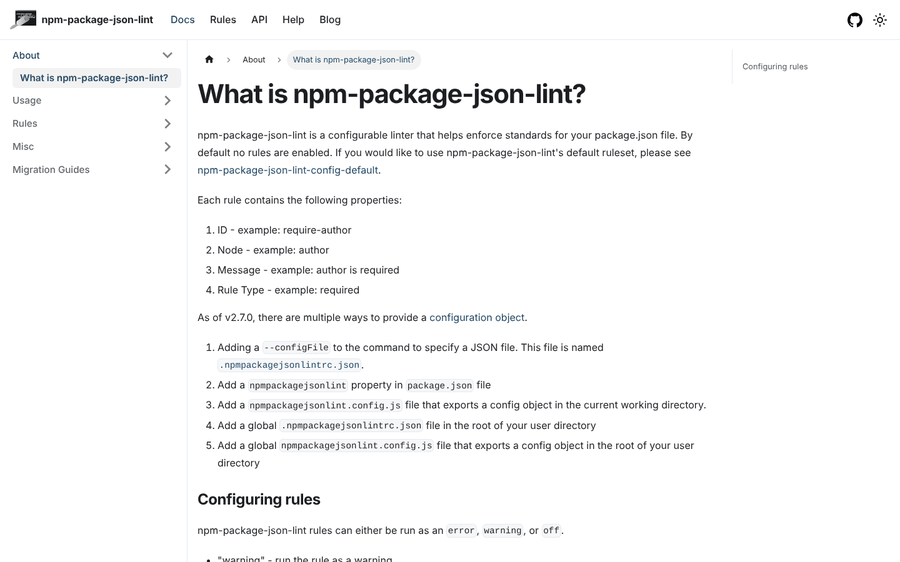 npm-package-json-lint Docs Rules API Help Blog
About
What is npm-package-json-lint?
Usage
Rules
Misc
Migration Guides
About What is npm-package-json-lint?
What is npm-package-json-lint?
npm-package-json-lint is a configurable linter that helps enforce standards for your package.json file. By
default no rules are enabled. If you would like to use npm-package-json-lint's default ruleset, please see
npm-package-json-lint-config-default.
Each rule contains the following properties:
1. ID - example: require-author
2. Node - example: author
3. Message - example: author is required
4. Rule Type - example: required
As of v2.7.0, there are multiple ways to provide a configuration object.
1. Adding a --configFile to the command to specify a JSON file. This file is named
.npmpackagejsonlintrc.json.
2. Add a npmpackagejsonlint property in package.json file
3. Add a npmpackagejsonlint.config.js file that exports a config object in the current working directory.
4. Add a global .npmpackagejsonlintrc.json file in the root of your user directory
5. Add a global npmpackagejsonlint.config.js file that exports a config object in the root of your user
directory
Configuring rules
npm-package-json-lint rules can either be run as an error, warning, or off.
• "warning" - run the rule as a warning
Configuring rules